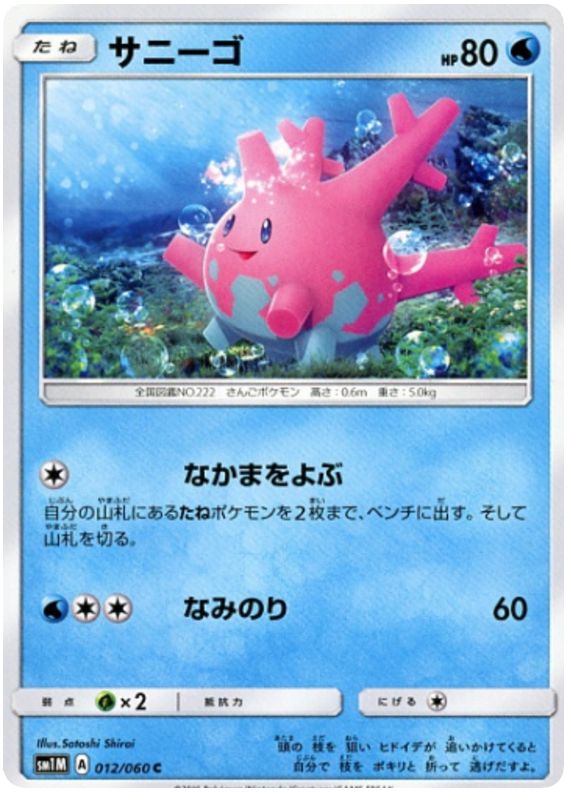 たね サニーゴ HP80
全国図鑑NO.222 さんごポケモン 高さ:0.6m 重さ:5.0kg
なかまをよぶ
自分の山札にあるたねポケモンを2枚まで、ベンチに出す。そして
山札を切る。
なみのり 60
弱点 ×2 抵抗力 にげる
Illus.Satoshi Shirai
頭の枝を狙いヒドイデが追いかけてくると
自分で枝をポキリと折って逃げだすよ。
SM1M A 012/060 C